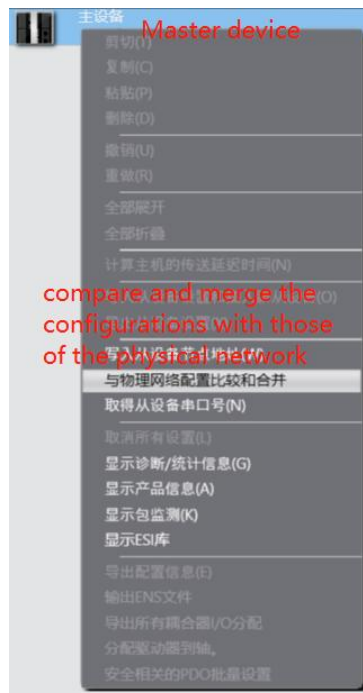 主设备
Master device
剪切(T)
复制(C)
粘贴(P)
删除(D)
撤销(U)
重做(R)
全部展开
全部折叠
计算主机的传送延迟时间(N)
compare and merge the
configurations with those
of the physical network
与物理网络配置比较和合并
取得从设备串口号(N)
取消所有设置(L)
显示诊断/统计信息(G)
显示产品信息(A)
显示包监测(K)
显示ESI库
导出配置信息(E)
输出ENS文件
导出所有耦合器I/O分配
分配驱动器到轴。
安全相关的PDO批量设置